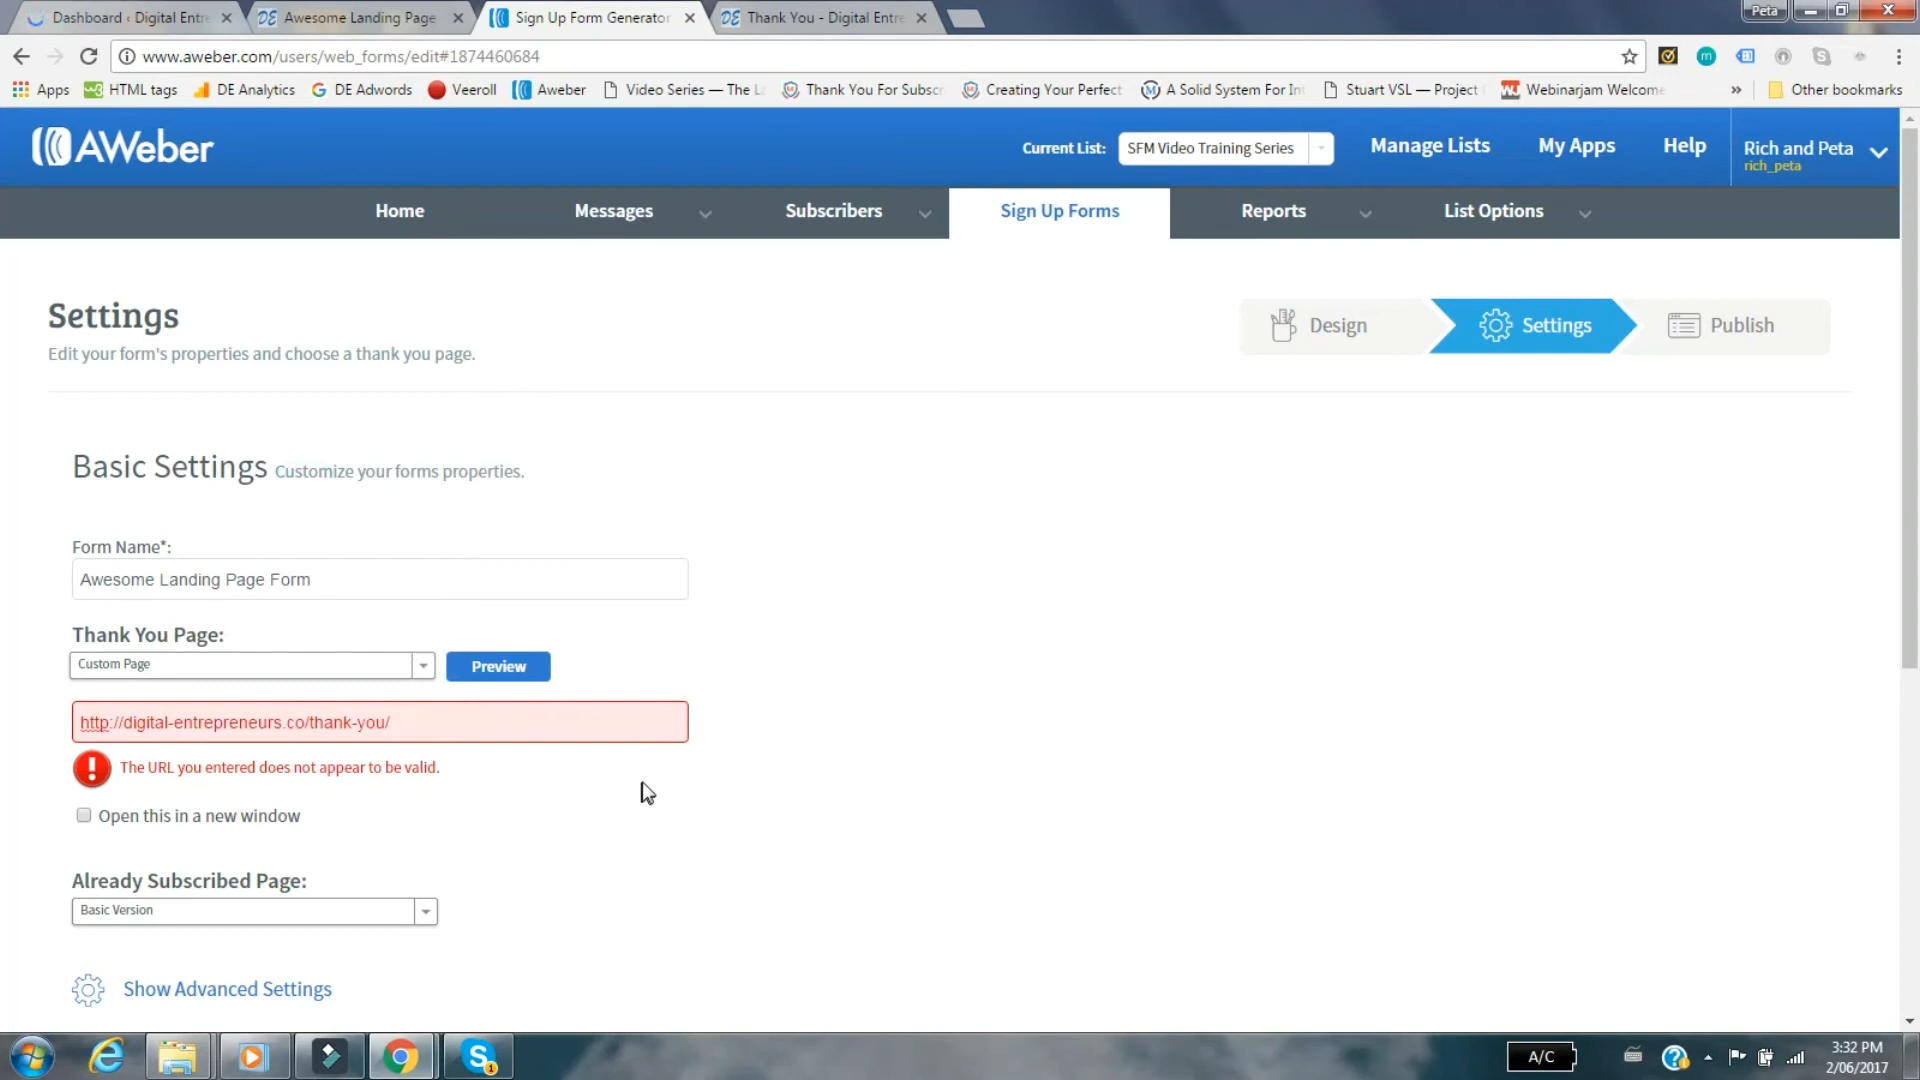 Dashboard ‹ Digital Entre
Awesome Landing Page
Sign Up Form Generator
Thank You - Digital Entre
Peta
www.aweber.com/users/web_forms/edit#1874460684
Apps
HTML tags
DE Analytics
DE Adwords
Veeroll
Aweber
Video Series — The L
Thank You For Subscr
Creating Your Perfect
A Solid System For Int
Stuart VSL — Project
Webinarjam Welcome
»
Other bookmarks
AWeber
Current List:
SFM Video Training Series
Manage Lists
My Apps
Help
Rich and Peta
rich_peta
Home
Messages
Subscribers
Sign Up Forms
Reports
List Options
Settings
Edit your form's properties and choose a thank you page.
Design
Settings
Publish
Basic Settings Customize your forms properties.
Form Name*:
Awesome Landing Page Form
Thank You Page:
Custom Page
Preview
http://digital-entrepreneurs.co/thank-you/
The URL you entered does not appear to be valid.
Open this in a new window
Already Subscribed Page:
Basic Version
Show Advanced Settings
A/C
3:32 PM
2/06/2017